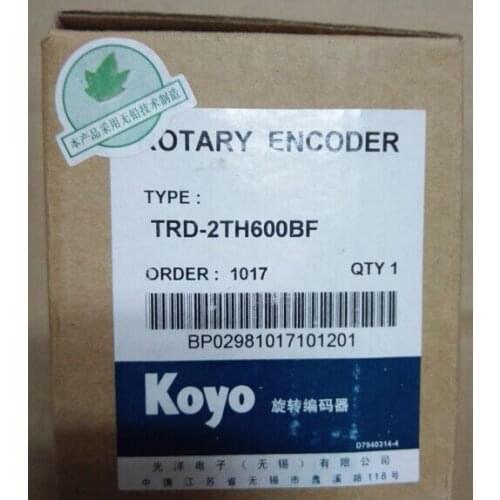 本产品采用无铅技术制造
ROTARY ENCODER
TYPE :
TRD-2TH600BF
ORDER : 1017 QTY 1
BP02981017101201
Koyo 旋转编码器
D7940314-4
光洋电子(无锡)有限公司
中国江苏省无锡市蠡溪路118号